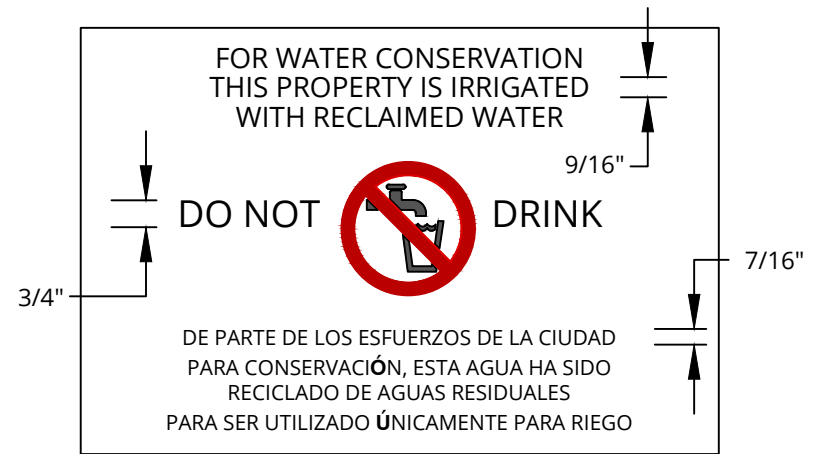 FOR WATER CONSERVATION
THIS PROPERTY IS IRRIGATED
WITH RECLAIMED WATER
9/16"
DO NOT DRINK
7/16"
3/4"
DE PARTE DE LOS ESFUERZOS DE LA CIUDAD
PARA CONSERVACIÓN, ESTA AGUA HA SIDO
RECICLADO DE AGUAS RESIDUALES
PARA SER UTILIZADO ÚNICAMENTE PARA RIEGO